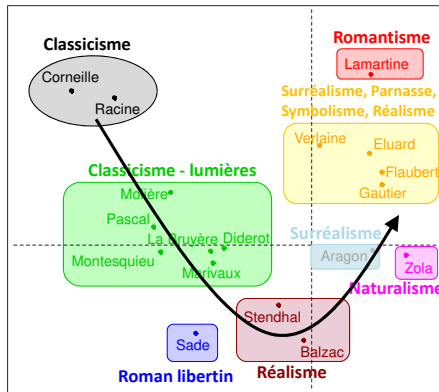 Classicisme
Corneille
Racine
Romantisme
Lamartine
Surréalisme, Parnasse,
Symbolisme, Réalisme
Verlaine
Eluard
Flaubert
Gautier
Classicisme - lumières
Molière
Pascal
La Bruyère
Diderot
Montesquieu
Marivaux
Surréalisme
Aragon
Zola
Naturalisme
Stendhal
Balzac
Réalisme
Sade
Roman libertin